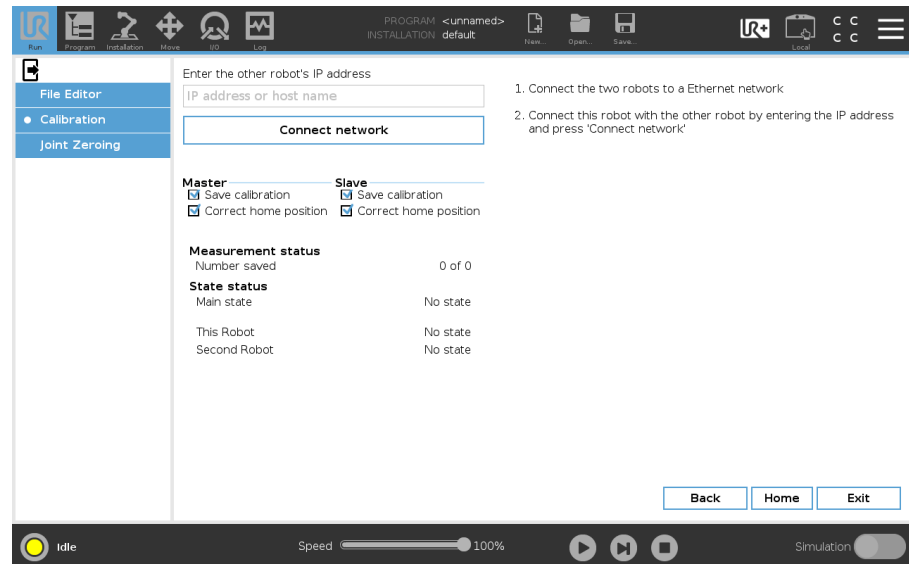 PROGRAM <unnamed>
INSTALLATION default
UR
UR+
C C
C C
Run Program Installation Move I/O Log New... Open... Save... Local
File Editor
Calibration
Joint Zeroing
Enter the other robot's IP address
IP address or host name
Connect network
Master Slave
Save calibration Save calibration
Correct home position Correct home position
Measurement status
Number saved 0 of 0
State status
Main state No state
This Robot No state
Second Robot No state
1. Connect the two robots to a Ethernet network
2. Connect this robot with the other robot by entering the IP address
and press 'Connect network'
Back Home Exit
Idle Speed 100% Simulation